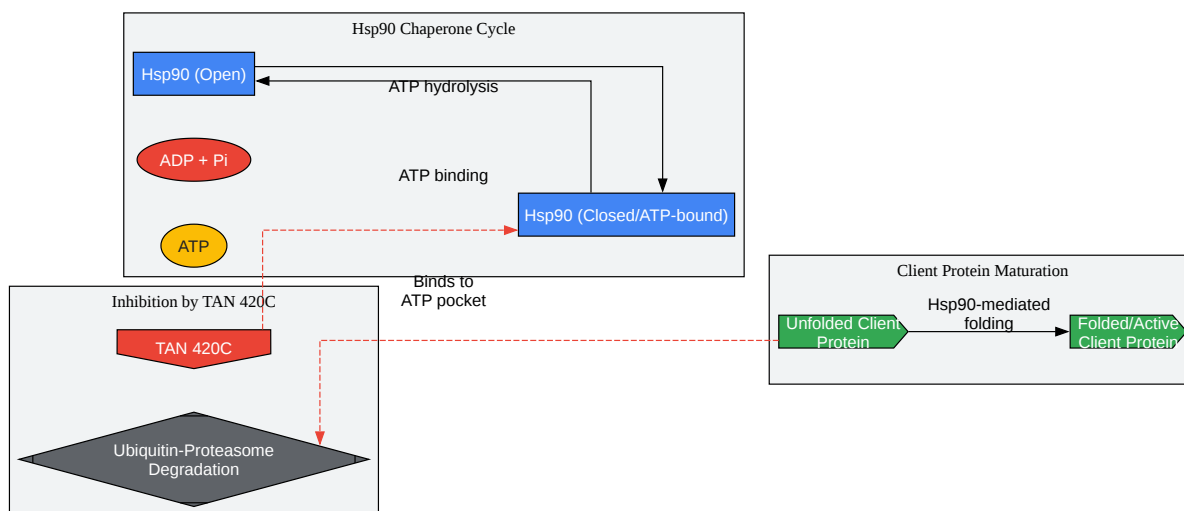 Hsp90 Chaperone Cycle
Hsp90 (Open)
ATP hydrolysis
ADP + Pi
ATP binding
Hsp90 (Closed/ATP-bound)
ATP
Binds to
ATP pocket
Client Protein Maturation
Hsp90-mediated
folding
Unfolded Client
Protein
Folded/Active
Client Protein
Inhibition by TAN 420C
TAN 420C
Ubiquitin-Proteasome
Degradation